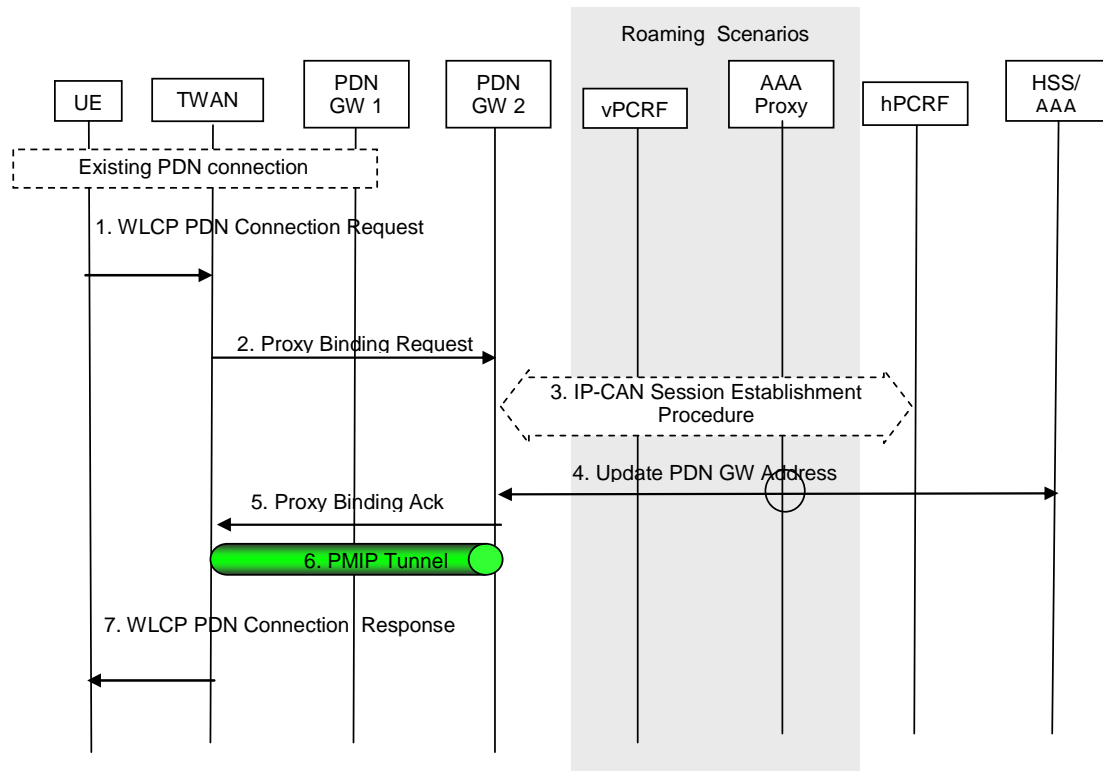 Roaming Scenarios
UE
TWAN
PDN
GW 1
PDN
GW 2
vPCRF
AAA
Proxy
hPCRF
HSS/
AAA
Existing PDN connection
1. WLCP PDN Connection Request
2. Proxy Binding Request
3. IP-CAN Session Establishment
Procedure
4. Update PDN GW Address
5. Proxy Binding Ack
6. PMIP Tunnel
7. WLCP PDN Connection Response